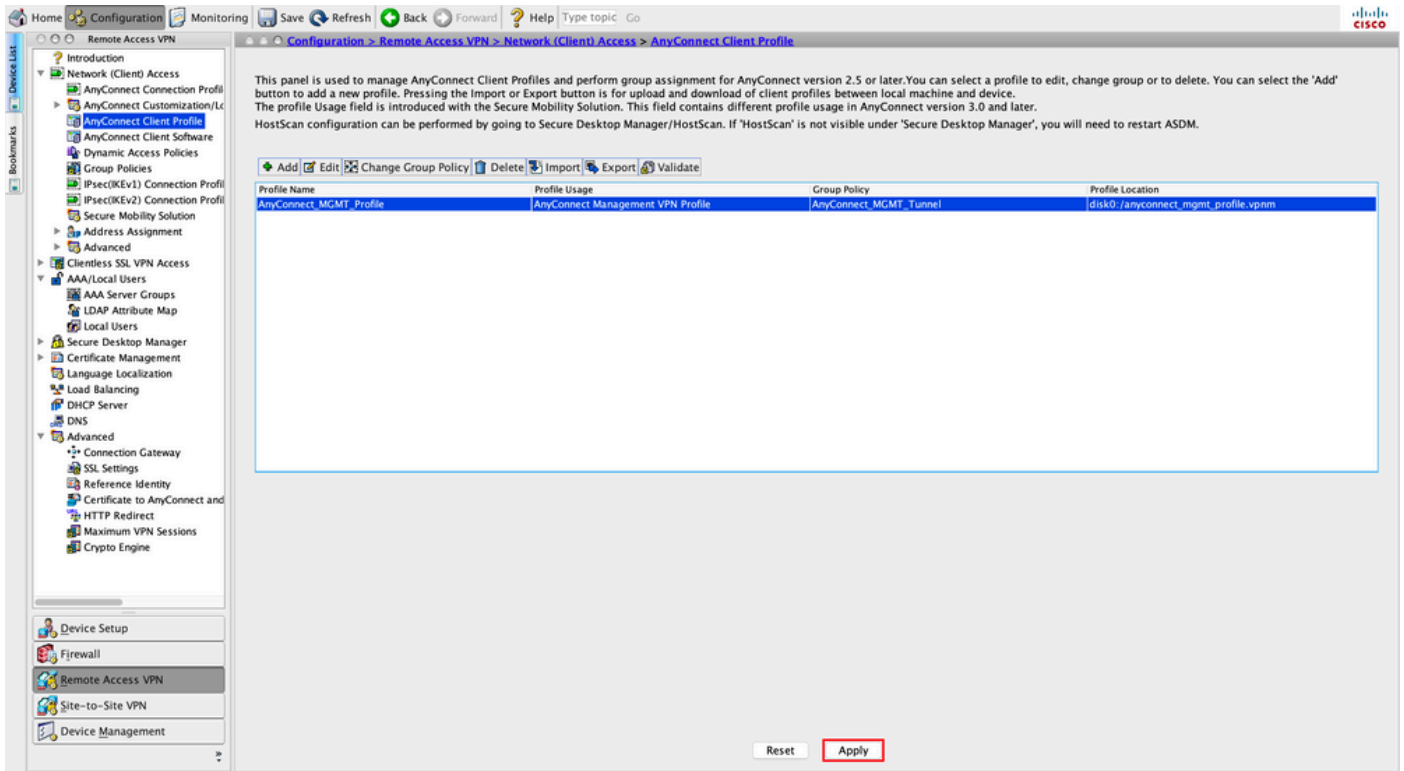 Home Configuration Monitoring Save Refresh Back Forward Help Type topic Go
cisco
Device List
Bookmarks
Remote Access VPN
Introduction
Network (Client) Access
AnyConnect Connection Profil
AnyConnect Customization/Lo
AnyConnect Client Profile
AnyConnect Client Software
Dynamic Access Policies
Group Policies
IPsec(IKEv1) Connection Profil
IPsec(IKEv2) Connection Profil
Secure Mobility Solution
Address Assignment
Advanced
Clientless SSL VPN Access
AAA/Local Users
AAA Server Groups
LDAP Attribute Map
Local Users
Secure Desktop Manager
Certificate Management
Language Localization
Load Balancing
DHCP Server
DNS
Advanced
Connection Gateway
SSL Settings
Reference Identity
Certificate to AnyConnect and
HTTP Redirect
Maximum VPN Sessions
Crypto Engine
Device Setup
Firewall
Remote Access VPN
Site-to-Site VPN
Device Management
Configuration > Remote Access VPN > Network (Client) Access > AnyConnect Client Profile
This panel is used to manage AnyConnect Client Profiles and perform group assignment for AnyConnect version 2.5 or later.You can select a profile to edit, change group or to delete. You can select the 'Add'
button to add a new profile. Pressing the Import or Export button is for upload and download of client profiles between local machine and device.
The profile Usage field is introduced with the Secure Mobility Solution. This field contains different profile usage in AnyConnect version 3.0 and later.
HostScan configuration can be performed by going to Secure Desktop Manager/HostScan. If 'HostScan' is not visible under 'Secure Desktop Manager', you will need to restart ASDM.
Add Edit Change Group Policy Delete Import Export Validate
Profile Name Profile Usage Group Policy Profile Location
AnyConnect_MGMT_Profile AnyConnect Management VPN Profile AnyConnect_MGMT_Tunnel disk0:/anyconnect_mgmt_profile.vpnm
Reset Apply